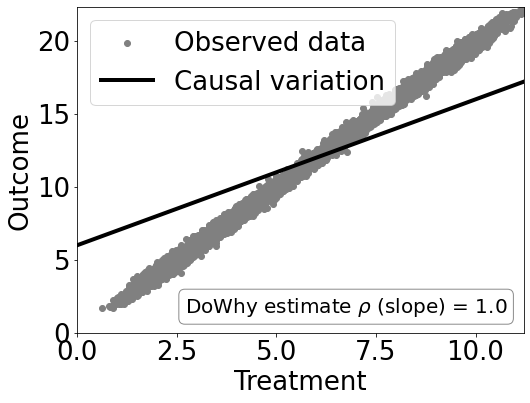 Observed data
Causal variation
20
15
10
5
0
Outcome
DoWhy estimate ρ (slope) = 1.0
0.0 2.5 5.0 7.5 10.0
Treatment